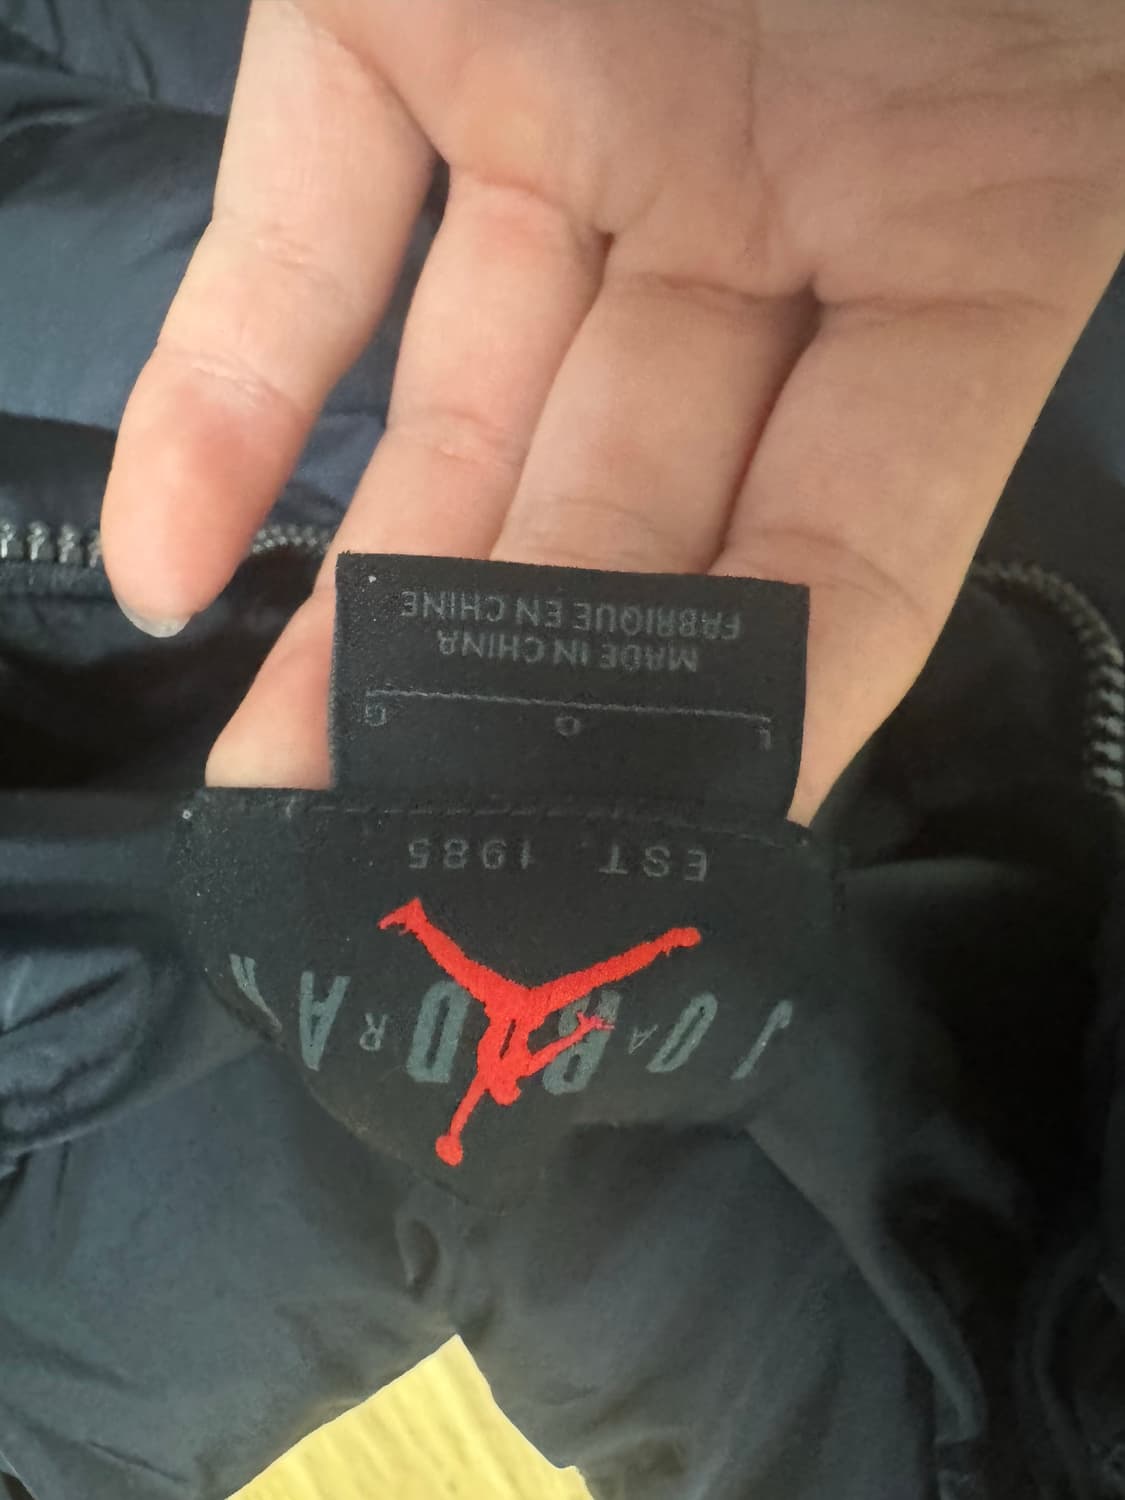 JORDAN
EST. 1985
L G G
MADE IN CHINA
FABRIQUE EN CHINE